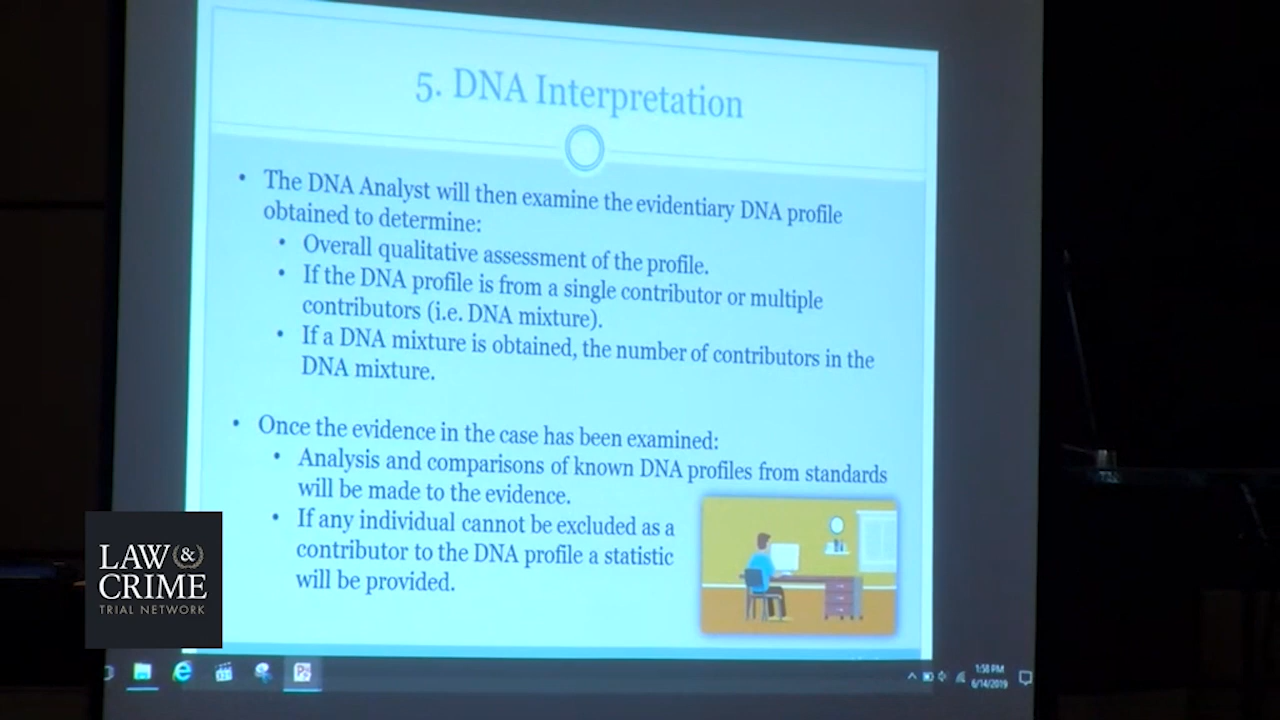 5. DNA Interpretation
• The DNA Analyst will then examine the evidentiary DNA profile
obtained to determine:
• Overall qualitative assessment of the profile.
• If the DNA profile is from a single contributor or multiple
contributors (i.e. DNA mixture).
• If a DNA mixture is obtained, the number of contributors in the
DNA mixture.
• Once the evidence in the case has been examined:
• Analysis and comparisons of known DNA profiles from standards
will be made to the evidence.
• If any individual cannot be excluded as a
contributor to the DNA profile a statistic
will be provided.
LAW &
CRIME
TRIAL NETWORK
1:58 PM
6/14/2019